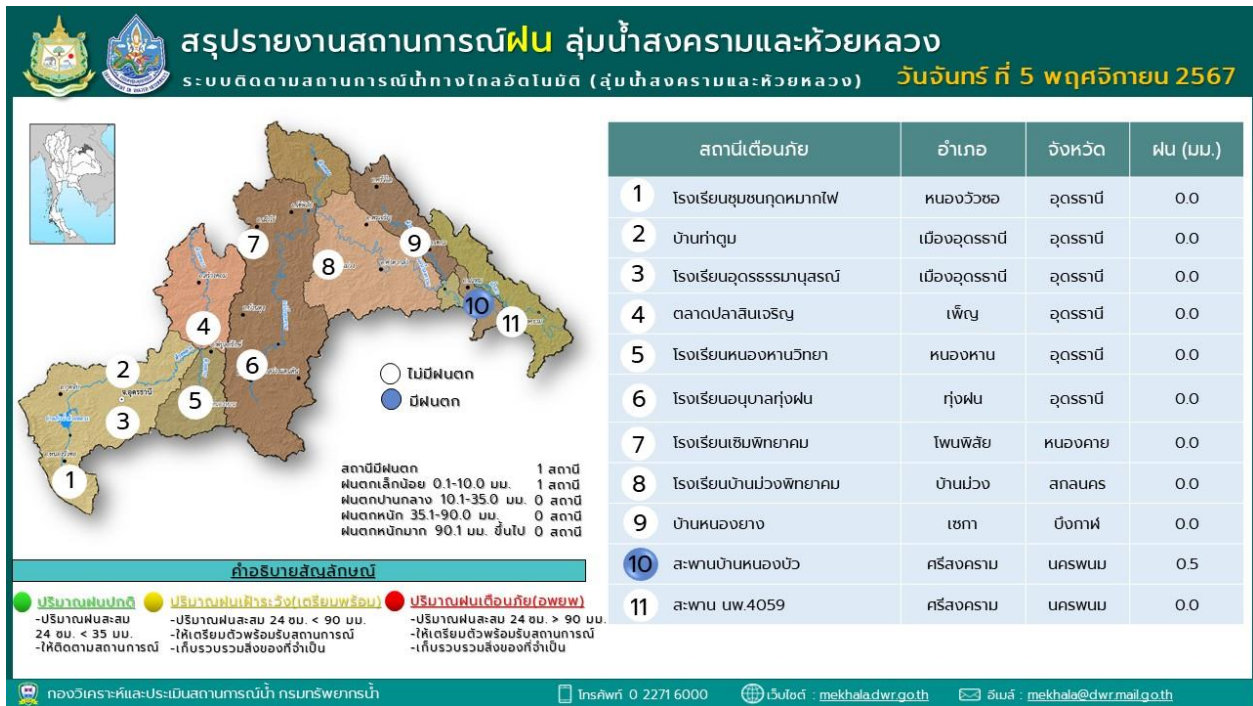 สรุปรายงานสถานการณ์ฝน ลุ่มน้ำสงครามและห้วยหลวง
ระบบติดตามสถานการณ์น้ำทางไกลอัตโนมัติ (ลุ่มน้ำสงครามและห้วยหลวง)
วันจันทร์ ที่ 5 พฤศจิกายน 2567
7
8
9
10
11
4
6
2
5
3
1
ไม่มีฝนตก
มีฝนตก
สถานีมีฝนตก 1 สถานี
ฝนตกเล็กน้อย 0.1-10.0 มม. 1 สถานี
ฝนตกปานกลาง 10.1-35.0 มม. 0 สถานี
ฝนตกหนัก 35.1-90.0 มม. 0 สถานี
ฝนตกหนักมาก 90.1 มม. ขึ้นไป 0 สถานี
คำอธิบายสัญลักษณ์
ปริมาณฝนปกติ
-ปริมาณฝนสะสม
24 ชม. < 35 มม.
-ให้ติดตามสถานการณ์
ปริมาณฝนเฝ้าระวัง(เตรียมพร้อม)
-ปริมาณฝนสะสม 24 ชม. < 90 มม.
-ให้เตรียมตัวพร้อมรับสถานการณ์
-เก็บรวบรวมสิ่งของที่จำเป็น
ปริมาณฝนเตือนภัย(อพยพ)
-ปริมาณฝนสะสม 24 ชม. > 90 มม.
-ให้เตรียมตัวพร้อมรับสถานการณ์
-เก็บรวบรวมสิ่งของที่จำเป็น
สถานีเตือนภัย อำเภอ จังหวัด ฝน (มม.)
1 โรงเรียนชุมชนกุดหมากไฟ หนองวัวซอ อุดรธานี 0.0
2 บ้านท่าตูม เมืองอุดรธานี อุดรธานี 0.0
3 โรงเรียนอุดรธรรมานุสรณ์ เมืองอุดรธานี อุดรธานี 0.0
4 ตลาดปลาสินเจริญ เพ็ญ อุดรธานี 0.0
5 โรงเรียนหนองหานวิทยา หนองหาน อุดรธานี 0.0
6 โรงเรียนอนุบาลทุ่งฝน ทุ่งฝน อุดรธานี 0.0
7 โรงเรียนเซิมพิทยาคม โพนพิสัย หนองคาย 0.0
8 โรงเรียนบ้านม่วงพิทยาคม บ้านม่วง สกลนคร 0.0
9 บ้านหนองยาง เซกา บึงกาฬ 0.0
10 สะพานบ้านหนองบัว ศรีสงคราม นครพนม 0.5
11 สะพาน นพ.4059 ศรีสงคราม นครพนม 0.0
กองวิเคราะห์และประเมินสถานการณ์น้ำ กรมทรัพยากรน้ำ
โทรศัพท์ 0 2271 6000
เว็บไซต์ : mekhala.dwr.go.th
อีเมล์ : mekhala@dwr.mail.go.th